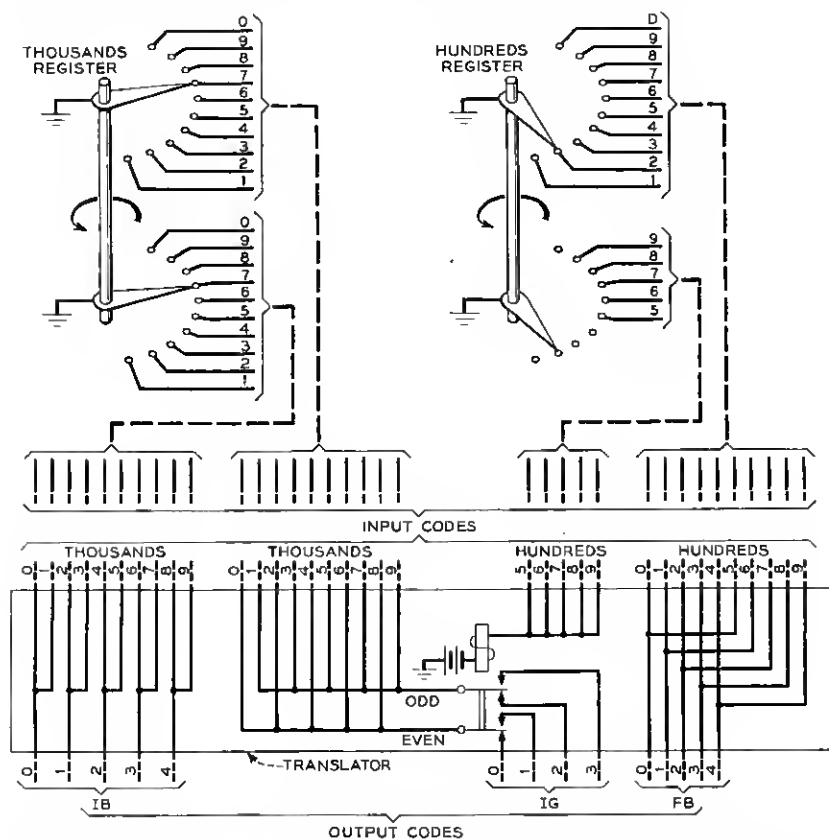 THOUSANDS
REGISTER
0
9
8
7
6
5
4
3
2
1
0
9
8
7
6
5
4
3
2
1
HUNDREDS
REGISTER
D
9
8
7
6
5
4
3
2
1
9
8
7
6
5
INPUT CODES
THOUSANDS THOUSANDS HUNDREDS HUNDREDS
0 1 2 3 4 5 6 7 8 9 0 1 2 3 4 5 6 7 8 9 5 6 7 8 9 0 1 2 3 4 5 6 7 8 9
ODD
EVEN
TRANSLATOR
0 1 2 3 4 0 1 2 3 0 1 2 3 4
IB IG FB
OUTPUT CODES